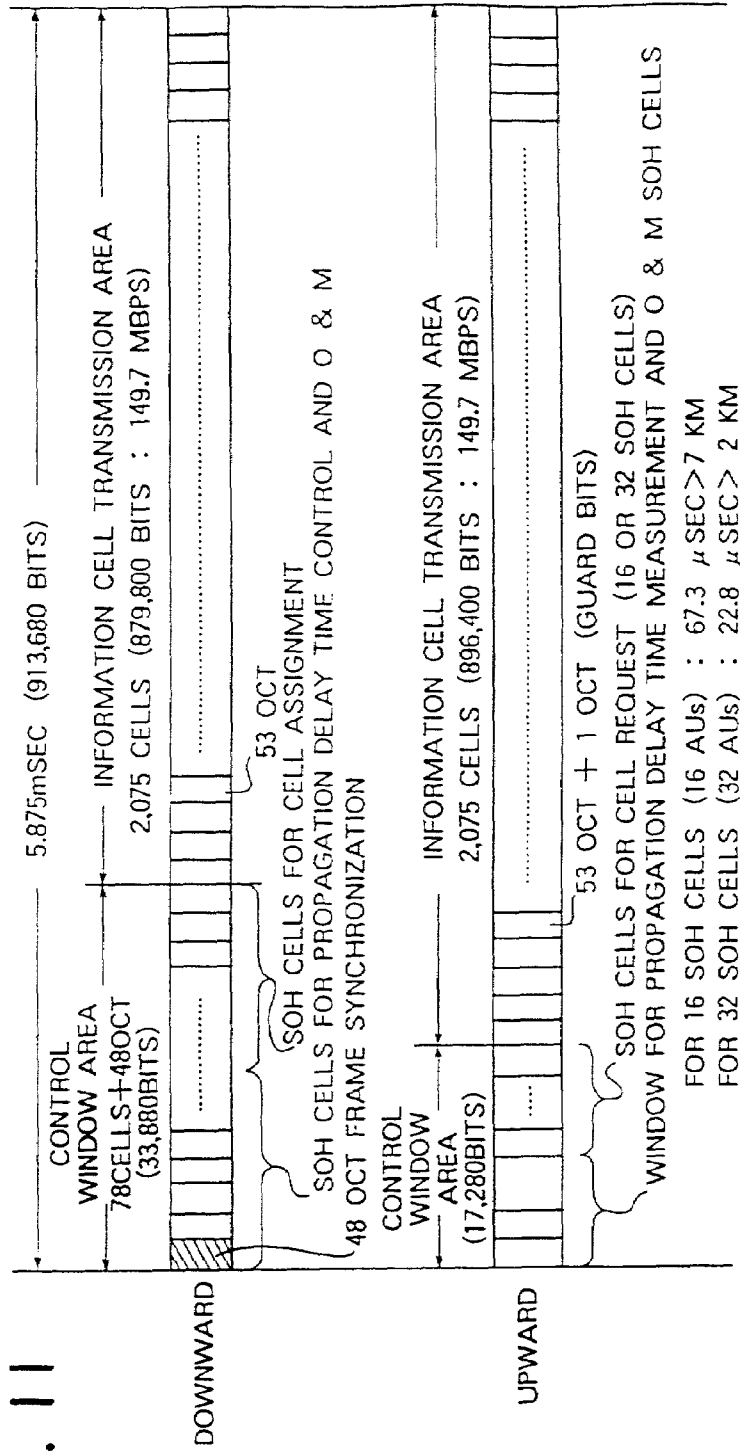 . 11
5.875mSEC (913,680 BITS)
CONTROL
WINDOW AREA
78CELLS+48OCT
(33,880BITS)
INFORMATION CELL TRANSMISSION AREA
2,075 CELLS (879,800 BITS : 149.7 MBPS)
DOWNWARD
53 OCT
SOH CELLS FOR CELL ASSIGNMENT
SOH CELLS FOR PROPAGATION DELAY TIME CONTROL AND O & M
48 OCT FRAME SYNCHRONIZATION
CONTROL
WINDOW
AREA
(17,280BITS)
INFORMATION CELL TRANSMISSION AREA
2,075 CELLS (896,400 BITS : 149.7 MBPS)
UPWARD
53 OCT + 1 OCT (GUARD BITS)
SOH CELLS FOR CELL REQUEST (16 OR 32 SOH CELLS)
WINDOW FOR PROPAGATION DELAY TIME MEASUREMENT AND O & M SOH CELLS
FOR 16 SOH CELLS (16 AUs) : 67.3 μSEC>7 KM
FOR 32 SOH CELLS (32 AUs) : 22.8 μSEC> 2 KM